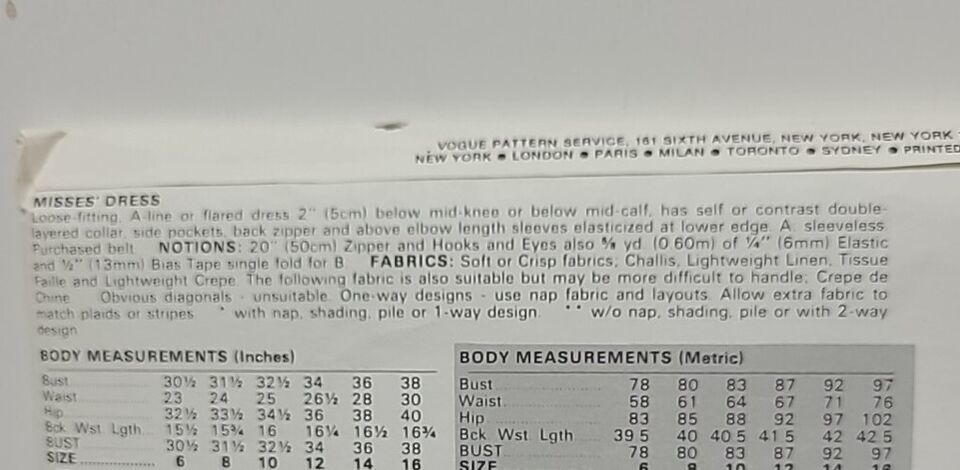 VOGUE PATTERN SERVICE, 161 SIXTH AVENUE, NEW YORK, NEW YORK
NEW YORK ● LONDON ● PARIS ● MILAN ● TORONTO ● SYDNEY ● PRINTED
MISSES' DRESS
Loose-fitting, A-line or flared dress 2" (5cm) below mid-knee or below mid-calf, has self or contrast double-
layered collar, side pockets, back zipper and above elbow length sleeves elasticized at lower edge. A: sleeveless.
Purchased belt. NOTIONS: 20" (50cm) Zipper and Hooks and Eyes also ⅝ yd. (0.60m) of ¼" (6mm) Elastic
and ½" (13mm) Bias Tape single fold for B. FABRICS: Soft or Crisp fabrics; Challis, Lightweight Linen, Tissue
Faille and Lightweight Crepe. The following fabric is also suitable but may be more difficult to handle; Crepe de
Chine. Obvious diagonals - unsuitable. One-way designs - use nap fabric and layouts. Allow extra fabric to
match plaids or stripes. * with nap, shading, pile or 1-way design. ** w/o nap, shading, pile or with 2-way
design.
BODY MEASUREMENTS (Inches)
Bust 30½ 31½ 32½ 34 36 38
Waist 23 24 25 26½ 28 30
Hip 32½ 33½ 34½ 36 38 40
Bck. Wst. Lgth. 15½ 15¾ 16 16¼ 16½ 16¾
BUST 30½ 31½ 32½ 34 36 38
SIZE 6 8 10 12 14 16
BODY MEASUREMENTS (Metric)
Bust 78 80 83 87 92 97
Waist 58 61 64 67 71 76
Hip 83 85 88 92 97 102
Bck. Wst. Lgth 39.5 40 40.5 41.5 42 42.5
BUST 78 80 83 87 92 97
SIZE 6 8 10 12 14 16